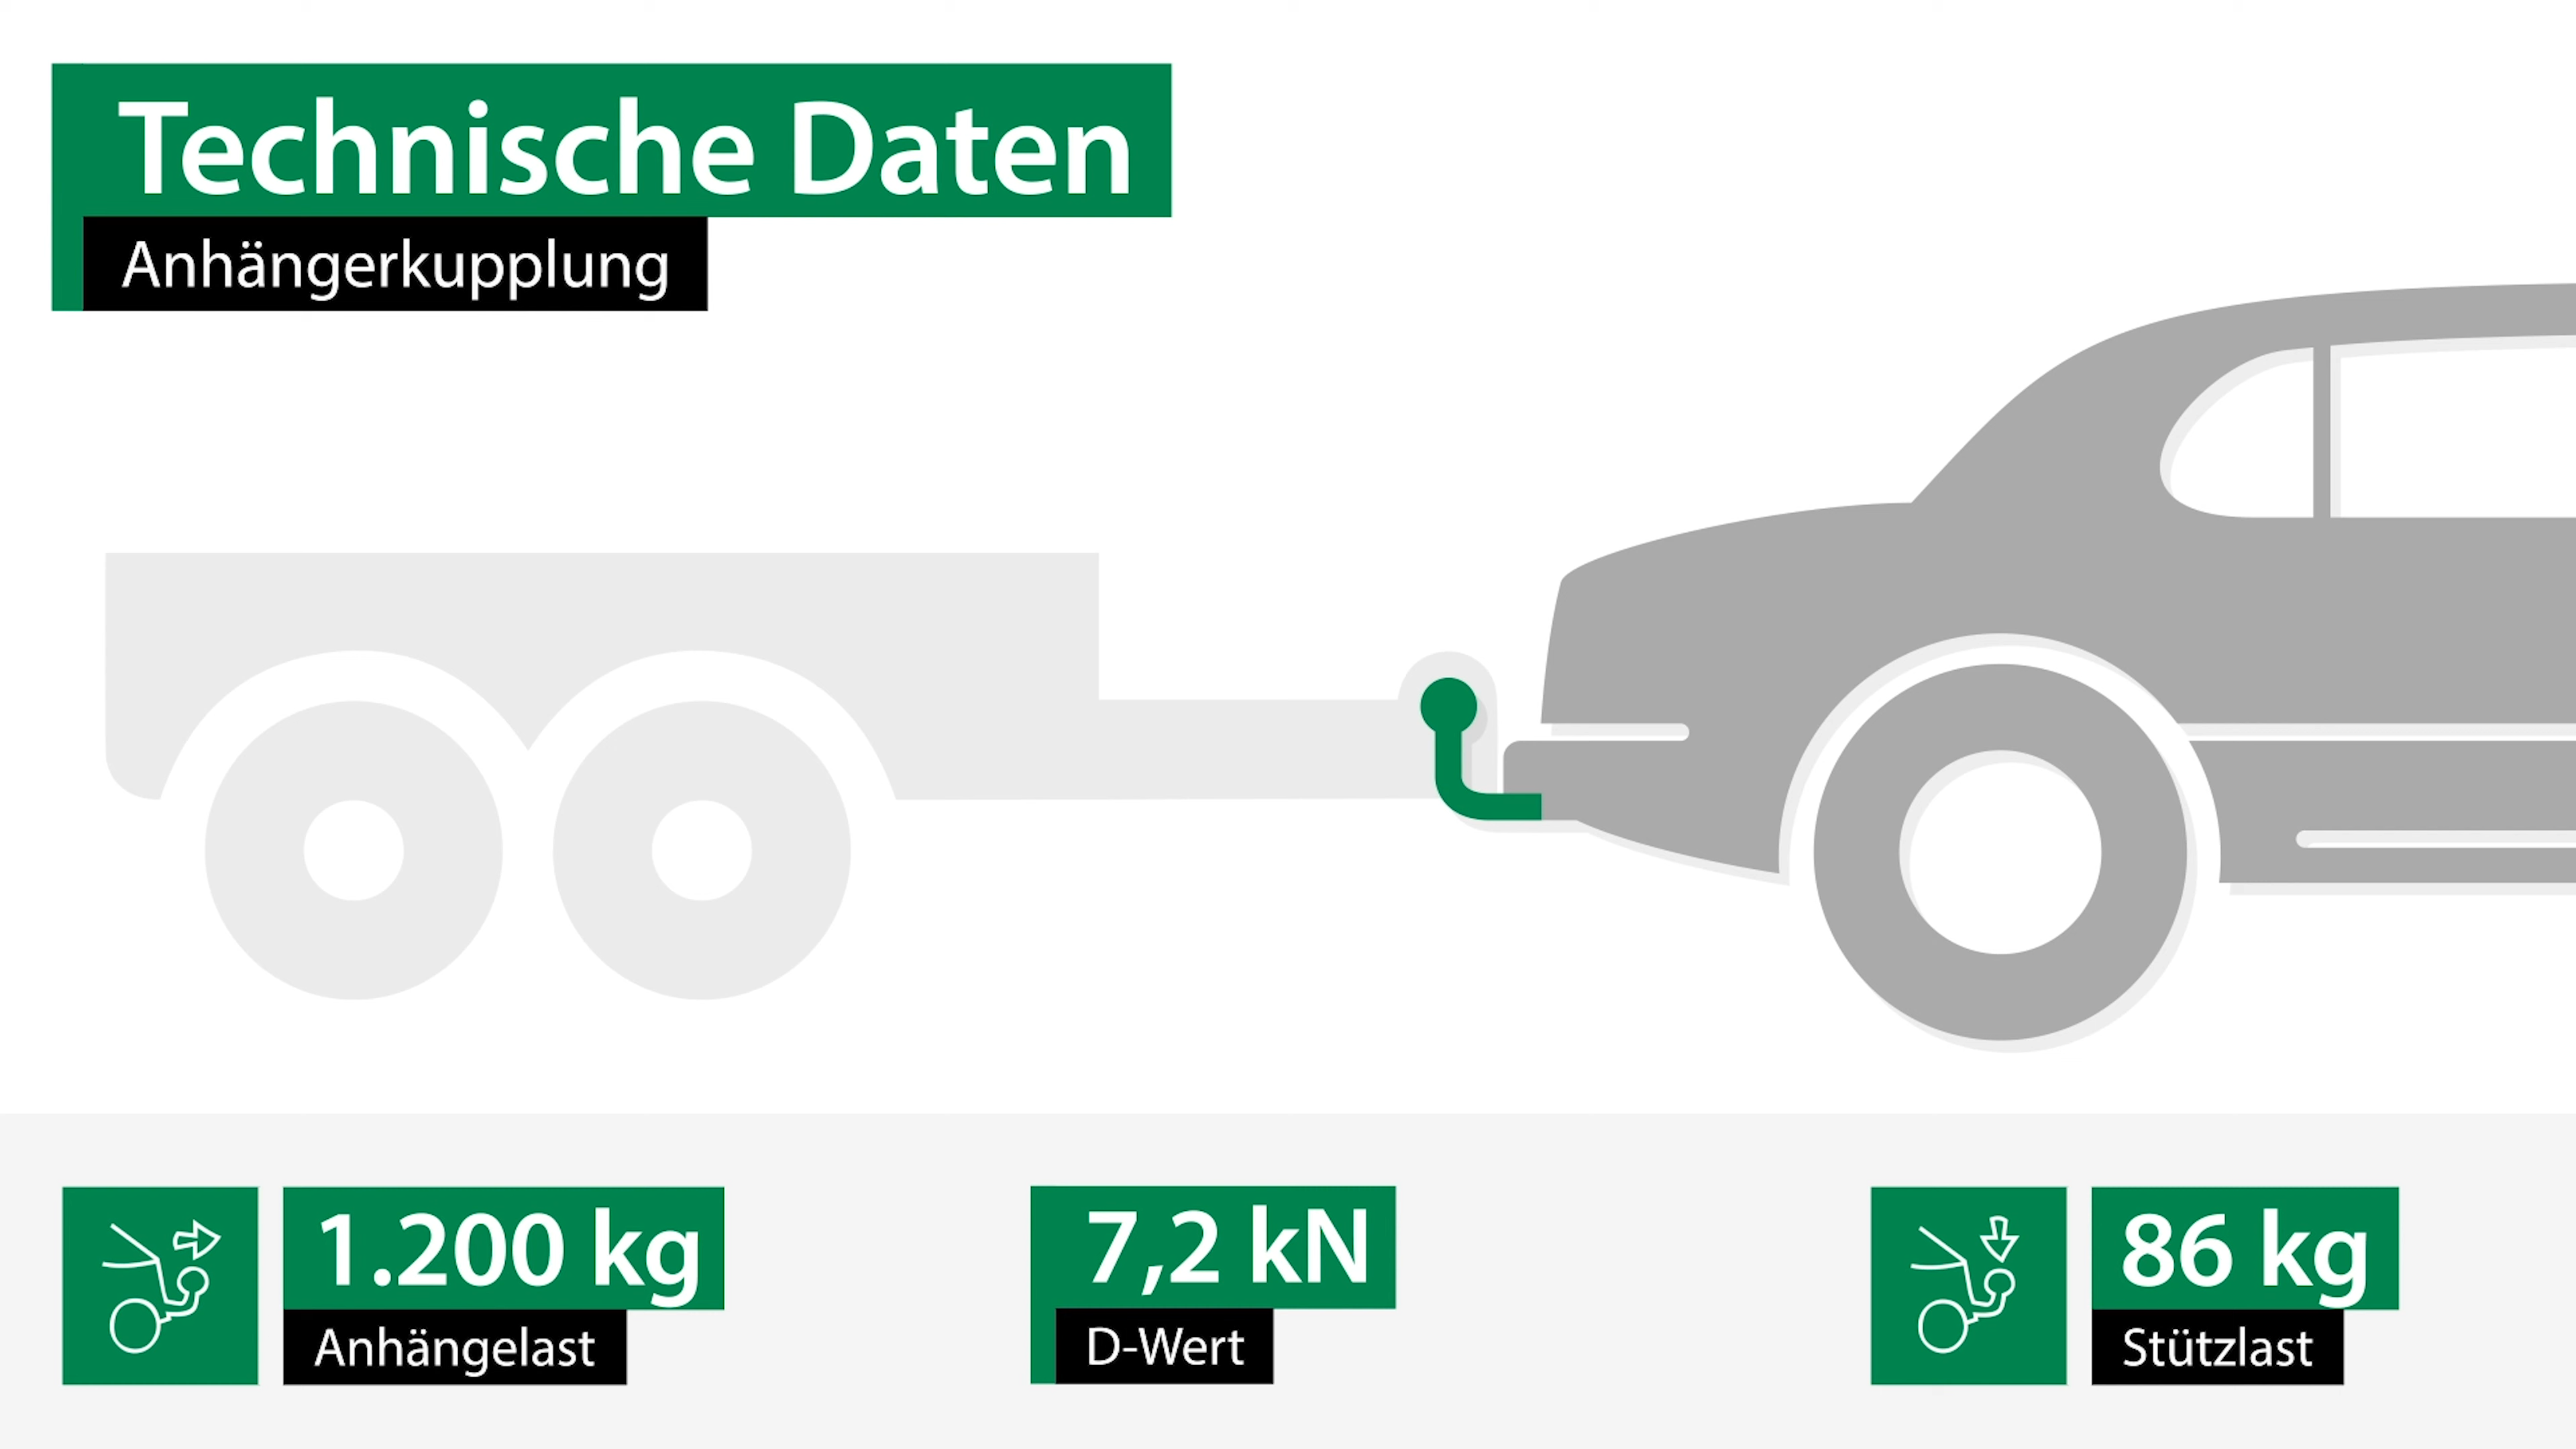 Technische Daten
Anhängerkupplung
1.200 kg
Anhängelast
7,2 kN
D-Wert
86 kg
Stützlast